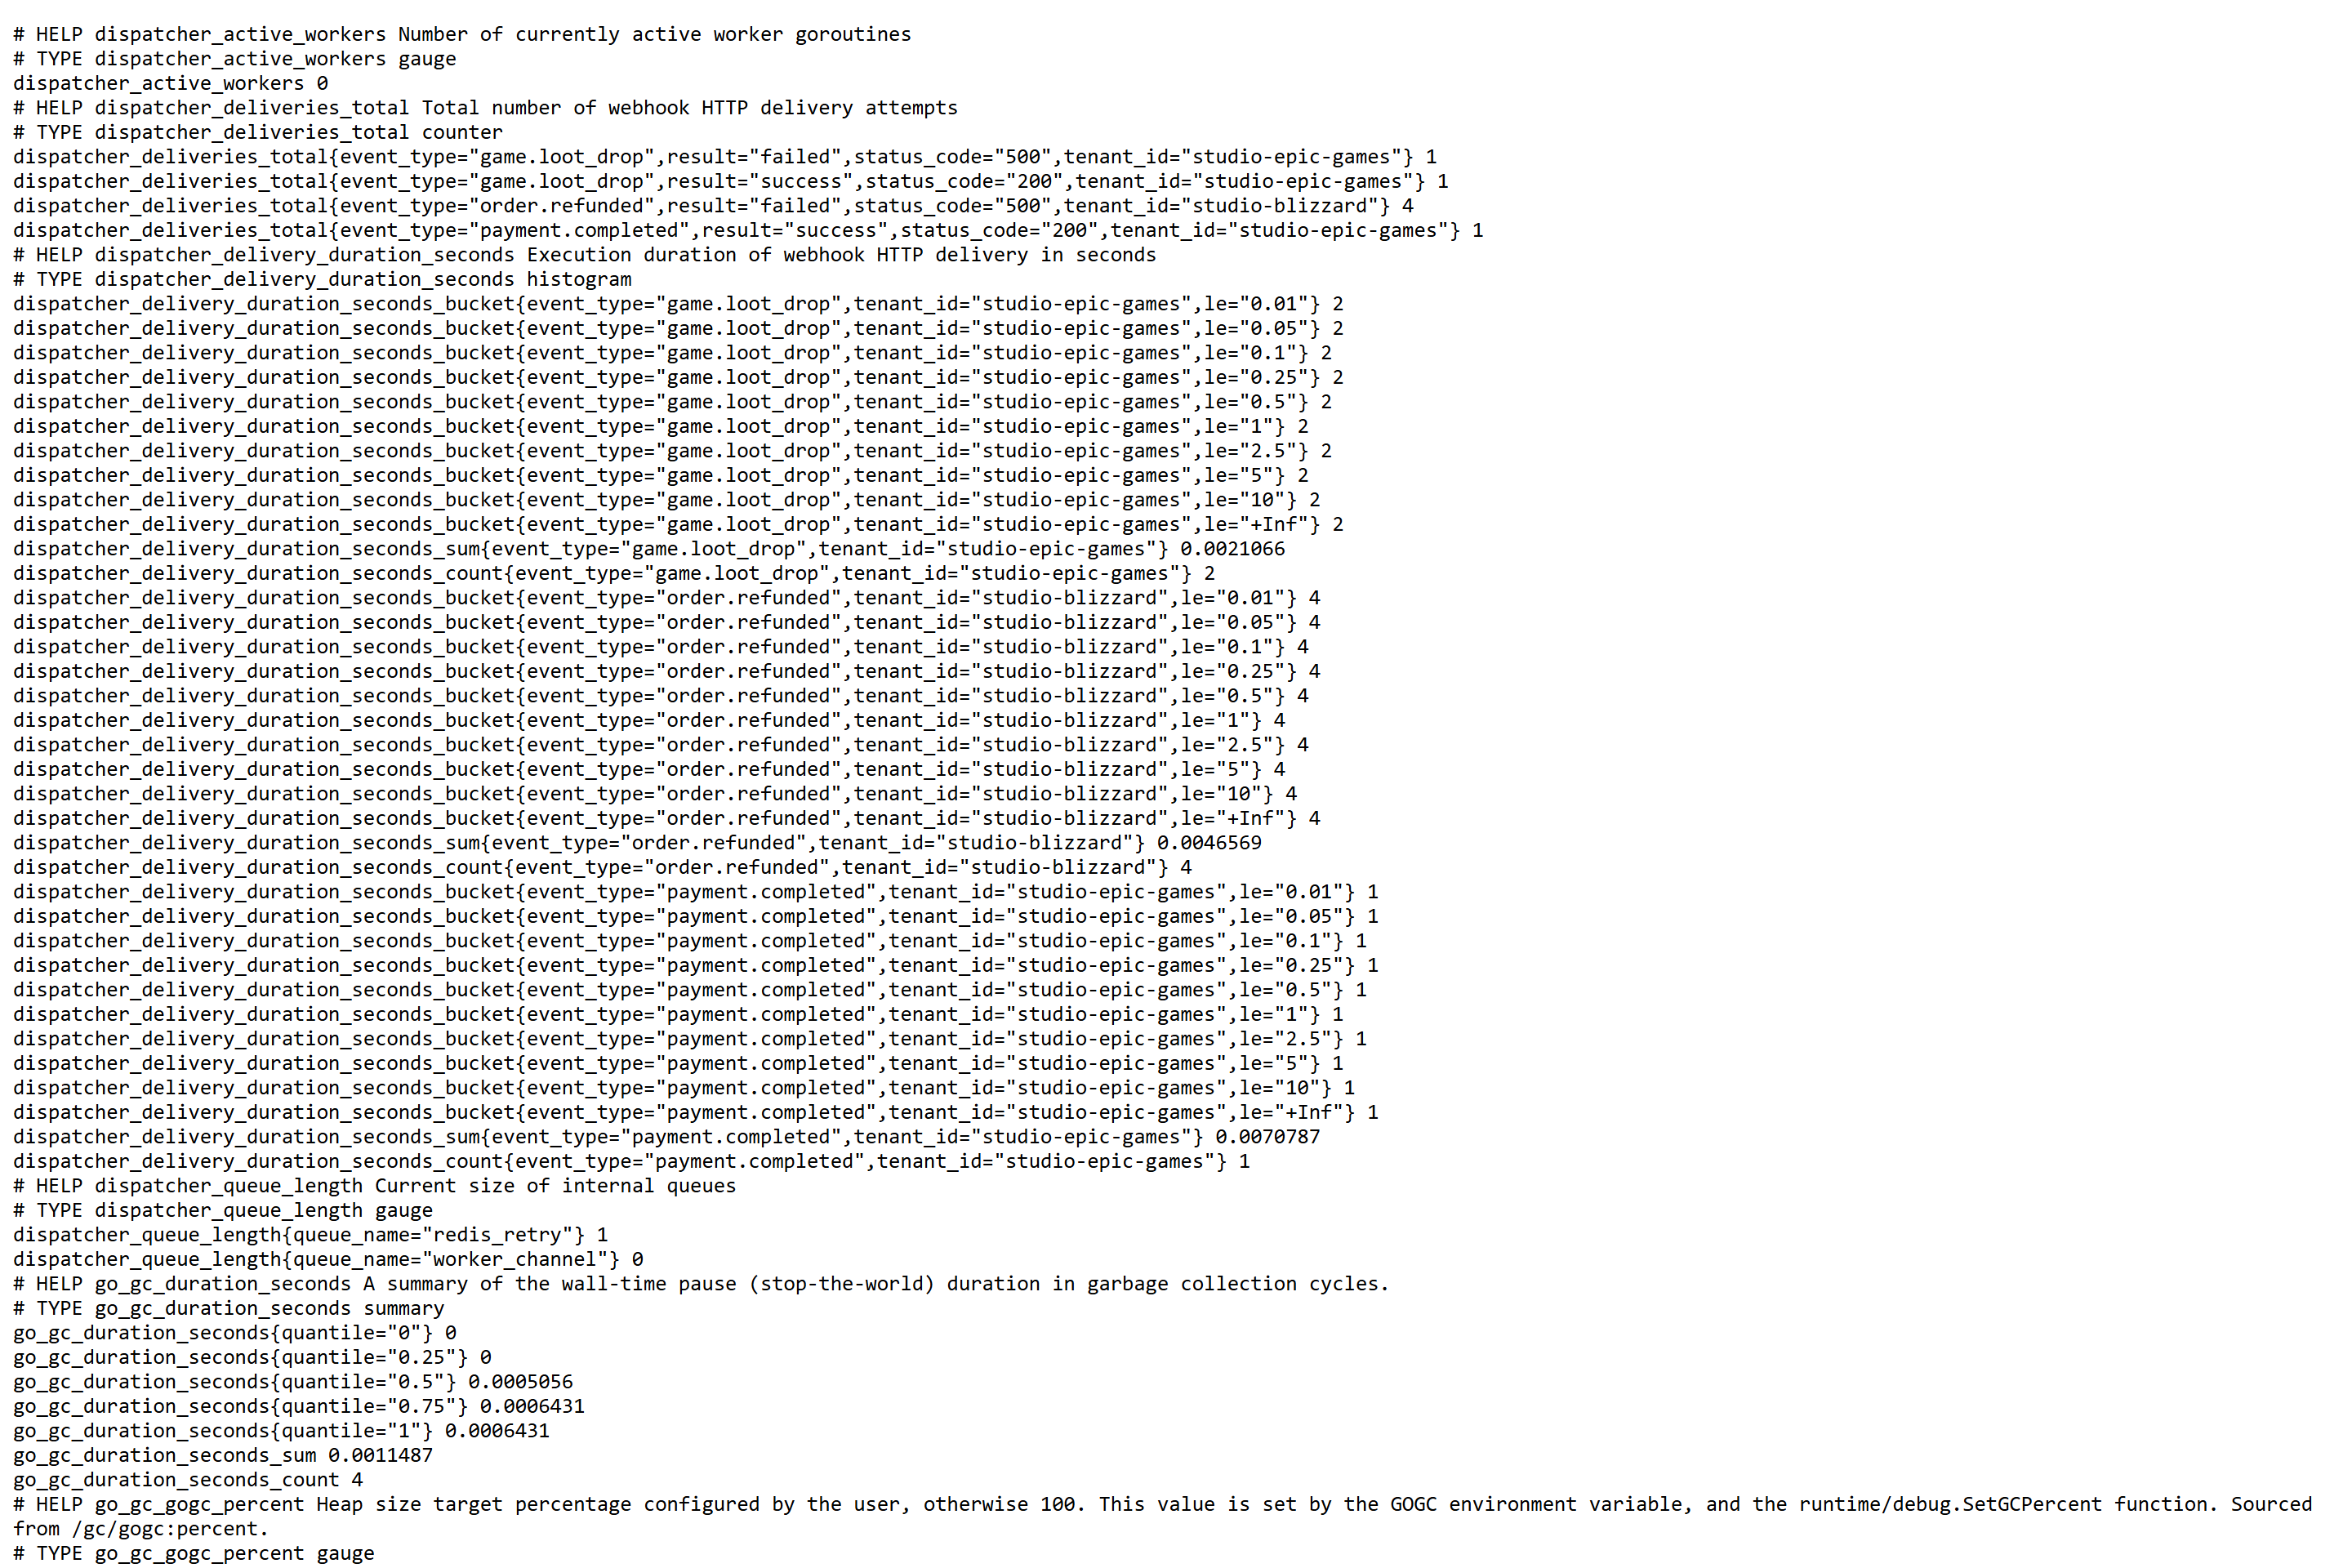 # HELP dispatcher_active_workers Number of currently active worker goroutines
# TYPE dispatcher_active_workers gauge
dispatcher_active_workers 0
# HELP dispatcher_deliveries_total Total number of webhook HTTP delivery attempts
# TYPE dispatcher_deliveries_total counter
dispatcher_deliveries_total{event_type="game.loot_drop",result="failed",status_code="500",tenant_id="studio-epic-games"} 1
dispatcher_deliveries_total{event_type="game.loot_drop",result="success",status_code="200",tenant_id="studio-epic-games"} 1
dispatcher_deliveries_total{event_type="order.refunded",result="failed",status_code="500",tenant_id="studio-blizzard"} 4
dispatcher_deliveries_total{event_type="payment.completed",result="success",status_code="200",tenant_id="studio-epic-games"} 1
# HELP dispatcher_delivery_duration_seconds Execution duration of webhook HTTP delivery in seconds
# TYPE dispatcher_delivery_duration_seconds histogram
dispatcher_delivery_duration_seconds_bucket{event_type="game.loot_drop",tenant_id="studio-epic-games",le="0.01"} 2
dispatcher_delivery_duration_seconds_bucket{event_type="game.loot_drop",tenant_id="studio-epic-games",le="0.05"} 2
dispatcher_delivery_duration_seconds_bucket{event_type="game.loot_drop",tenant_id="studio-epic-games",le="0.1"} 2
dispatcher_delivery_duration_seconds_bucket{event_type="game.loot_drop",tenant_id="studio-epic-games",le="0.25"} 2
dispatcher_delivery_duration_seconds_bucket{event_type="game.loot_drop",tenant_id="studio-epic-games",le="0.5"} 2
dispatcher_delivery_duration_seconds_bucket{event_type="game.loot_drop",tenant_id="studio-epic-games",le="1"} 2
dispatcher_delivery_duration_seconds_bucket{event_type="game.loot_drop",tenant_id="studio-epic-games",le="2.5"} 2
dispatcher_delivery_duration_seconds_bucket{event_type="game.loot_drop",tenant_id="studio-epic-games",le="5"} 2
dispatcher_delivery_duration_seconds_bucket{event_type="game.loot_drop",tenant_id="studio-epic-games",le="10"} 2
dispatcher_delivery_duration_seconds_bucket{event_type="game.loot_drop",tenant_id="studio-epic-games",le="+Inf"} 2
dispatcher_delivery_duration_seconds_sum{event_type="game.loot_drop",tenant_id="studio-epic-games"} 0.0021066
dispatcher_delivery_duration_seconds_count{event_type="game.loot_drop",tenant_id="studio-epic-games"} 2
dispatcher_delivery_duration_seconds_bucket{event_type="order.refunded",tenant_id="studio-blizzard",le="0.01"} 4
dispatcher_delivery_duration_seconds_bucket{event_type="order.refunded",tenant_id="studio-blizzard",le="0.05"} 4
dispatcher_delivery_duration_seconds_bucket{event_type="order.refunded",tenant_id="studio-blizzard",le="0.1"} 4
dispatcher_delivery_duration_seconds_bucket{event_type="order.refunded",tenant_id="studio-blizzard",le="0.25"} 4
dispatcher_delivery_duration_seconds_bucket{event_type="order.refunded",tenant_id="studio-blizzard",le="0.5"} 4
dispatcher_delivery_duration_seconds_bucket{event_type="order.refunded",tenant_id="studio-blizzard",le="1"} 4
dispatcher_delivery_duration_seconds_bucket{event_type="order.refunded",tenant_id="studio-blizzard",le="2.5"} 4
dispatcher_delivery_duration_seconds_bucket{event_type="order.refunded",tenant_id="studio-blizzard",le="5"} 4
dispatcher_delivery_duration_seconds_bucket{event_type="order.refunded",tenant_id="studio-blizzard",le="10"} 4
dispatcher_delivery_duration_seconds_bucket{event_type="order.refunded",tenant_id="studio-blizzard",le="+Inf"} 4
dispatcher_delivery_duration_seconds_sum{event_type="order.refunded",tenant_id="studio-blizzard"} 0.0046569
dispatcher_delivery_duration_seconds_count{event_type="order.refunded",tenant_id="studio-blizzard"} 4
dispatcher_delivery_duration_seconds_bucket{event_type="payment.completed",tenant_id="studio-epic-games",le="0.01"} 1
dispatcher_delivery_duration_seconds_bucket{event_type="payment.completed",tenant_id="studio-epic-games",le="0.05"} 1
dispatcher_delivery_duration_seconds_bucket{event_type="payment.completed",tenant_id="studio-epic-games",le="0.1"} 1
dispatcher_delivery_duration_seconds_bucket{event_type="payment.completed",tenant_id="studio-epic-games",le="0.25"} 1
dispatcher_delivery_duration_seconds_bucket{event_type="payment.completed",tenant_id="studio-epic-games",le="0.5"} 1
dispatcher_delivery_duration_seconds_bucket{event_type="payment.completed",tenant_id="studio-epic-games",le="1"} 1
dispatcher_delivery_duration_seconds_bucket{event_type="payment.completed",tenant_id="studio-epic-games",le="2.5"} 1
dispatcher_delivery_duration_seconds_bucket{event_type="payment.completed",tenant_id="studio-epic-games",le="5"} 1
dispatcher_delivery_duration_seconds_bucket{event_type="payment.completed",tenant_id="studio-epic-games",le="10"} 1
dispatcher_delivery_duration_seconds_bucket{event_type="payment.completed",tenant_id="studio-epic-games",le="+Inf"} 1
dispatcher_delivery_duration_seconds_sum{event_type="payment.completed",tenant_id="studio-epic-games"} 0.0070787
dispatcher_delivery_duration_seconds_count{event_type="payment.completed",tenant_id="studio-epic-games"} 1
# HELP dispatcher_queue_length Current size of internal queues
# TYPE dispatcher_queue_length gauge
dispatcher_queue_length{queue_name="redis_retry"} 1
dispatcher_queue_length{queue_name="worker_channel"} 0
# HELP go_gc_duration_seconds A summary of the wall-time pause (stop-the-world) duration in garbage collection cycles.
# TYPE go_gc_duration_seconds summary
go_gc_duration_seconds{quantile="0"} 0
go_gc_duration_seconds{quantile="0.25"} 0
go_gc_duration_seconds{quantile="0.5"} 0.0005056
go_gc_duration_seconds{quantile="0.75"} 0.0006431
go_gc_duration_seconds{quantile="1"} 0.0006431
go_gc_duration_seconds_sum 0.0011487
go_gc_duration_seconds_count 4
# HELP go_gc_gogc_percent Heap size target percentage configured by the user, otherwise 100. This value is set by the GOGC environment variable, and the runtime/debug.SetGCPercent function. Sourced
from /gc/gogc:percent.
# TYPE go_gc_gogc_percent gauge